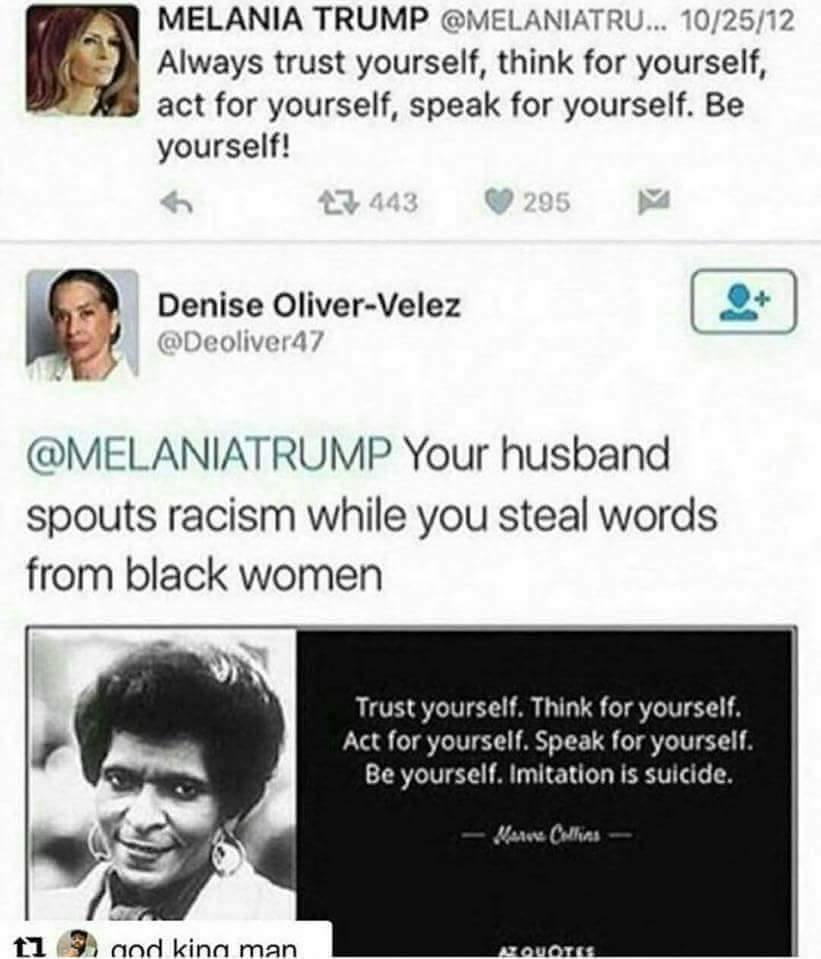 MELANIA TRUMP @MELANIATRU... 10/25/12
Always trust yourself, think for yourself,
act for yourself, speak for yourself. Be
yourself!
443 295
Denise Oliver-Velez
@Deoliver47
@MELANIATRUMP Your husband
spouts racism while you steal words
from black women
Trust yourself. Think for yourself.
Act for yourself. Speak for yourself.
Be yourself. Imitation is suicide.
— Marva Collins —
AZ QUOTES
god.king.man